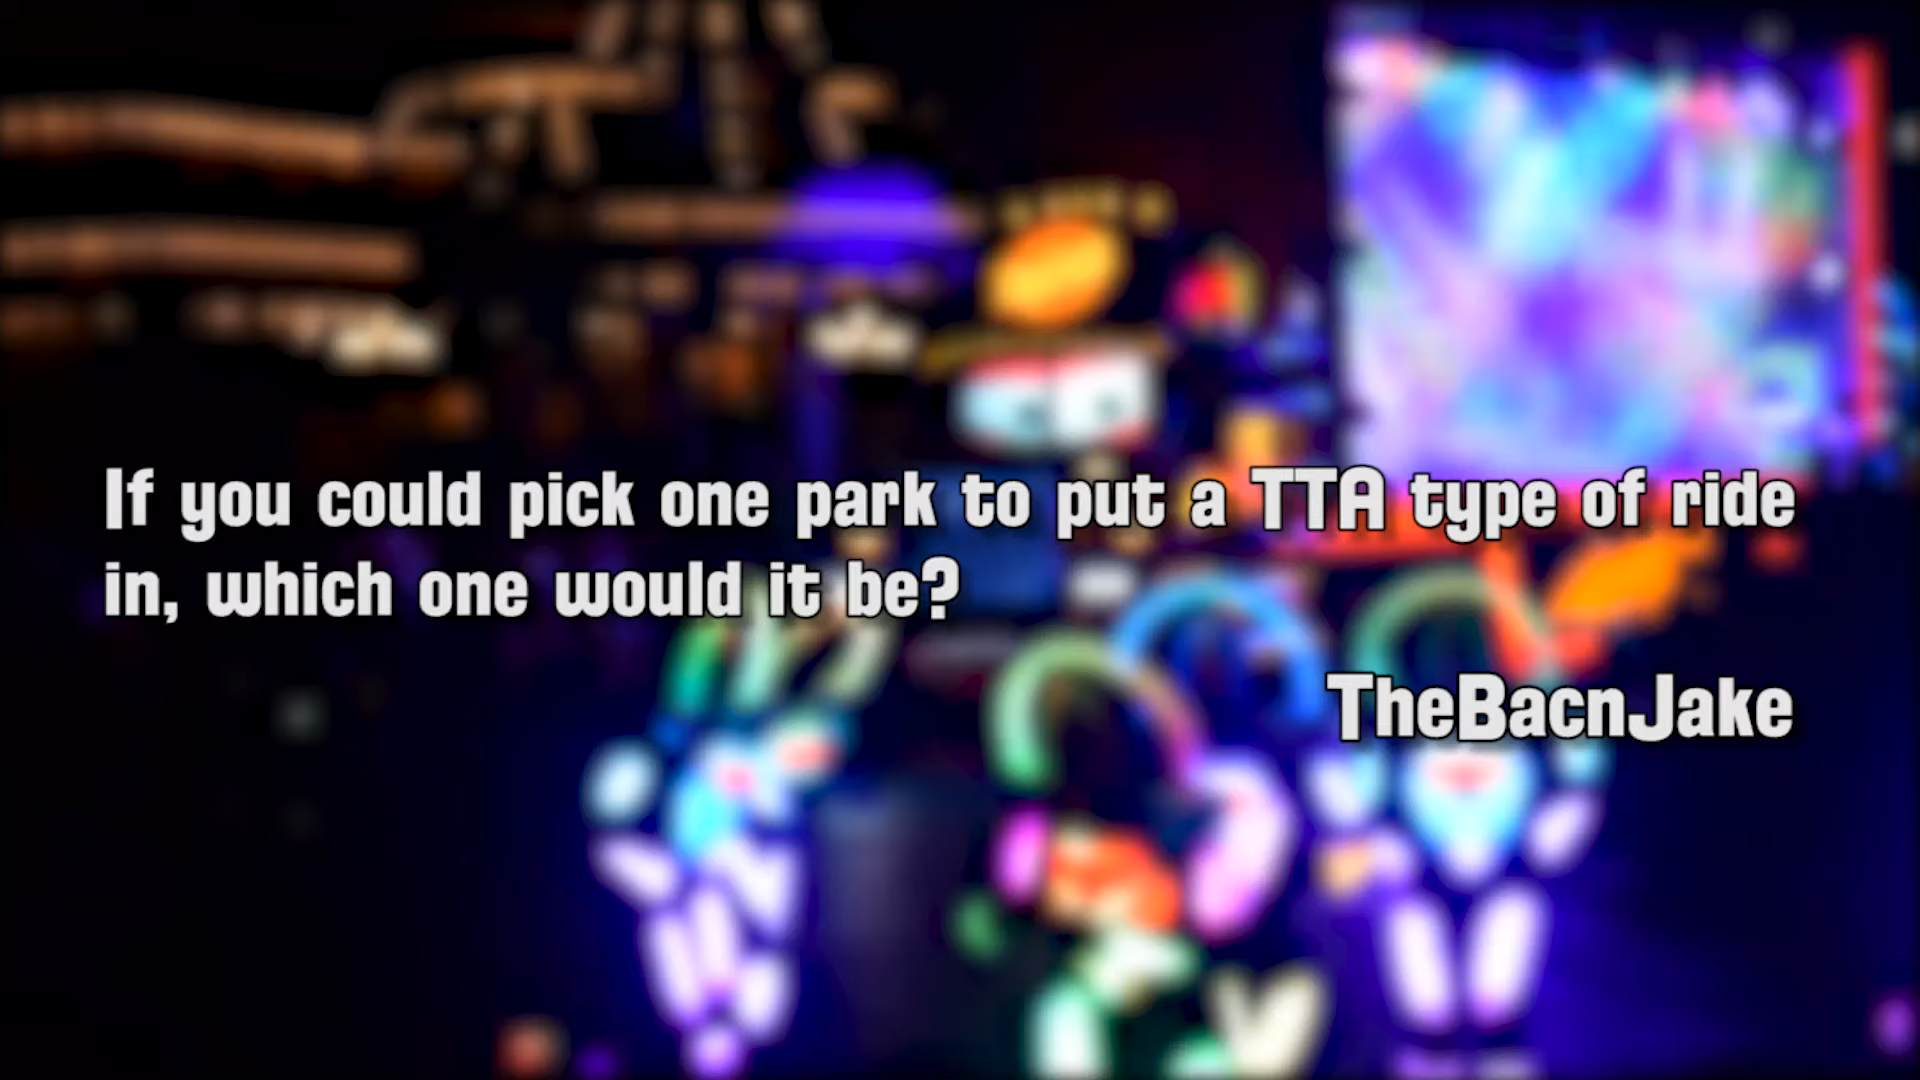 If you could pick one park to put a TTA type of ride
in, which one would it be?
TheBacnJake